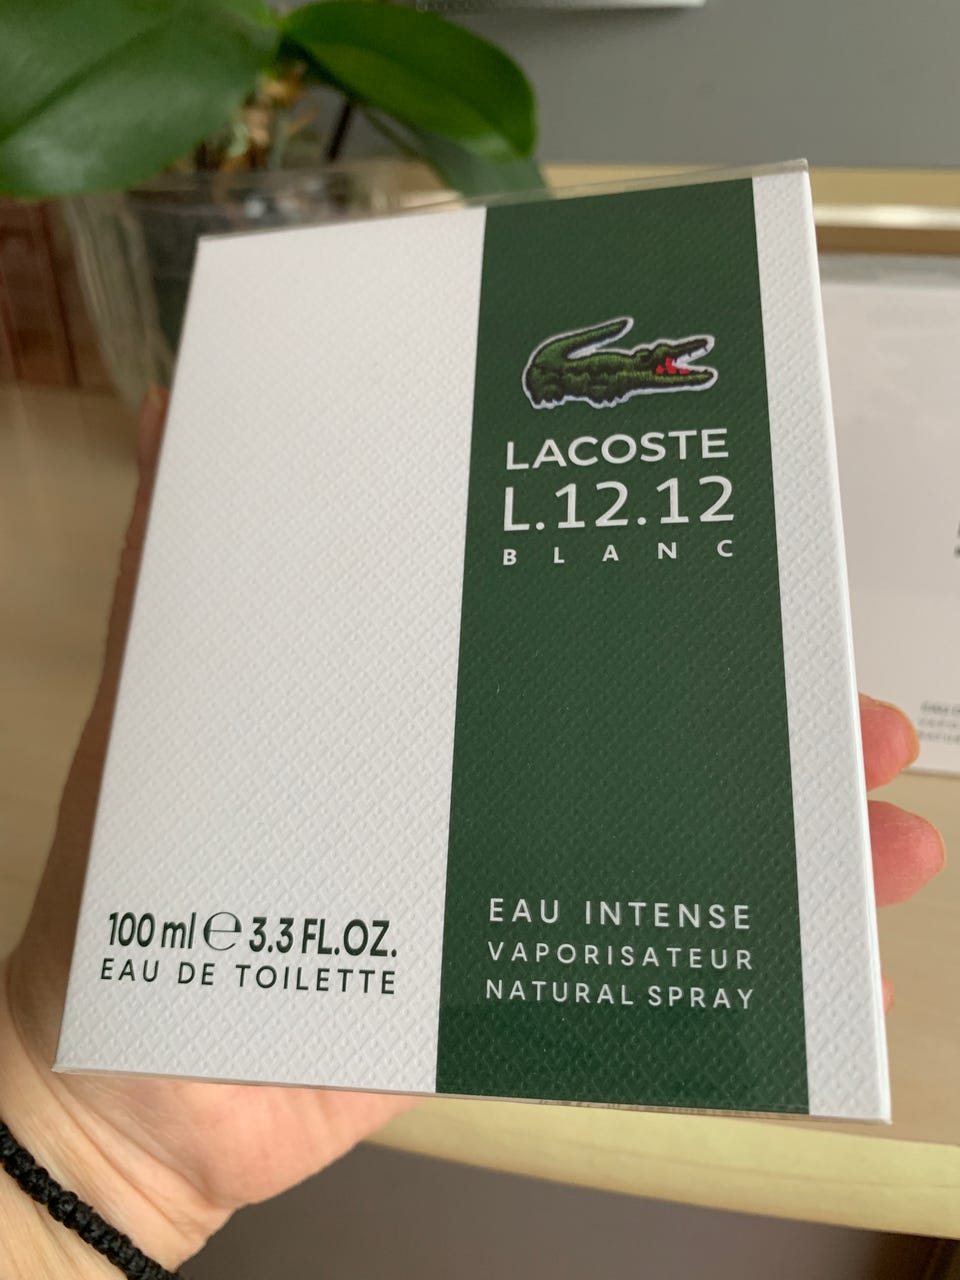 LACOSTE
L.12.12
BLANC
100 ml ℮ 3.3 FL.OZ.
EAU DE TOILETTE
EAU INTENSE
VAPORISATEUR
NATURAL SPRAY